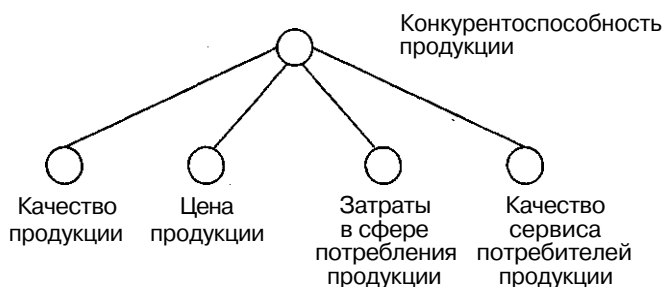 Конкурентоспособность
продукции
Качество
продукции
Цена
продукции
Затраты
в сфере
потребления
продукции
Качество
сервиса
потребителей
продукции